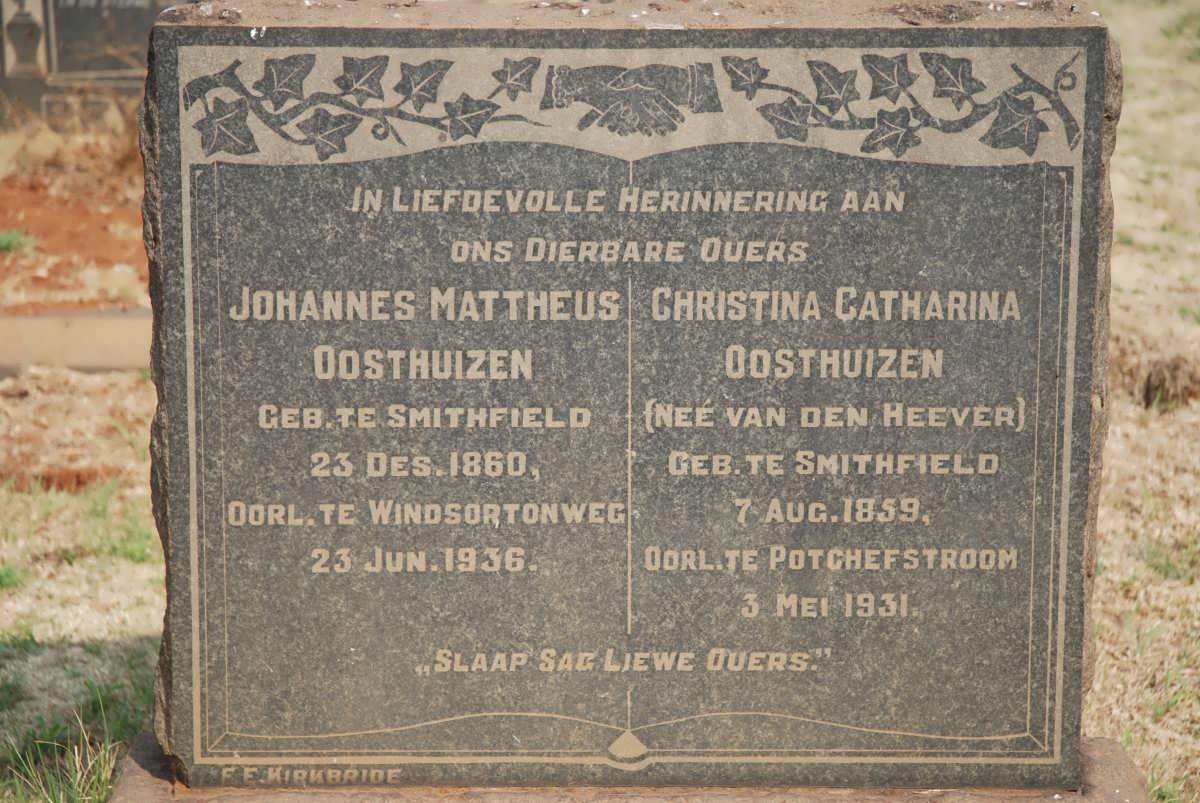 IN LIEFDEVOLLE HERINNERING AAN
ONS DIERBARE OUERS
JOHANNES MATTHEUS
OOSTHUIZEN
GEB. TE SMITHFIELD
23 DES. 1860,
OORL. TE WINDSORTONWEG
23 JUN. 1936.
CHRISTINA CATHARINA
OOSTHUIZEN
(NEÉ VAN DEN HEEVER)
GEB. TE SMITHFIELD
7 AUG. 1859,
OORL. TE POTCHEFSTROOM
3 MEI 1931.
„SLAAP SAG LIEWE OUERS.”
F. E. KIRKBRIDE